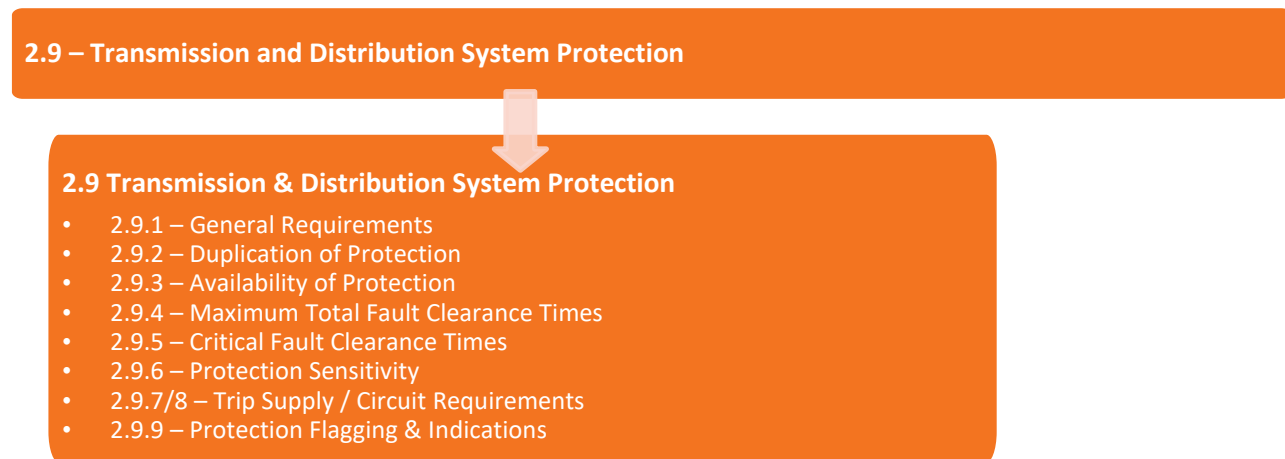 2.9 – Transmission and Distribution System Protection
2.9 Transmission & Distribution System Protection
• 2.9.1 – General Requirements
• 2.9.2 – Duplication of Protection
• 2.9.3 – Availability of Protection
• 2.9.4 – Maximum Total Fault Clearance Times
• 2.9.5 – Critical Fault Clearance Times
• 2.9.6 – Protection Sensitivity
• 2.9.7/8 – Trip Supply / Circuit Requirements
• 2.9.9 – Protection Flagging & Indications